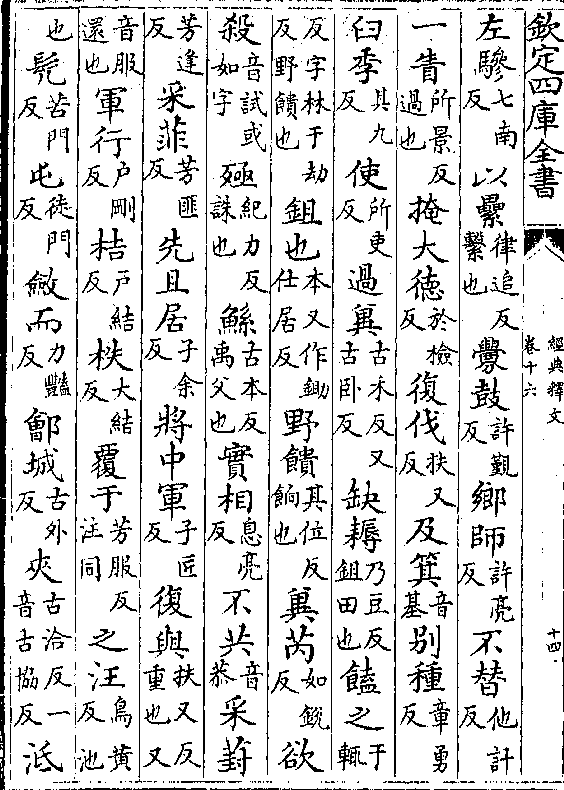 欽定四庫全書 經典釋文 卷十六 十四
左驂七南反以纍律追反繫也釁鼓許覲反鄉師許亮反不替他計反
一眚所景反過也掩大德於檢反復伐扶又反及箕音基別種章勇反
臼季其九反使所吏反過冀古禾反又古卧反缺耨乃豆反鉏田也饁之于輒
反字林于劫反野饋也鉏也本又作鋤仕居反野饋其位反餉也冀芮如銳反欲
殺音試或如字殛紀力反誅也鯀古本反禹父也實相息亮反不共音恭采葑
芳逢反采菲芳匪反先且居子余反將中軍子匠反復與扶又反重也又
音服還也軍行户剛反桔户結反柣大結反覆于芳服反注同之汪烏黄反池
也髡苦門反屯徒門反斂而力豔反鄶城古外反夾古洽反一音古協反泜